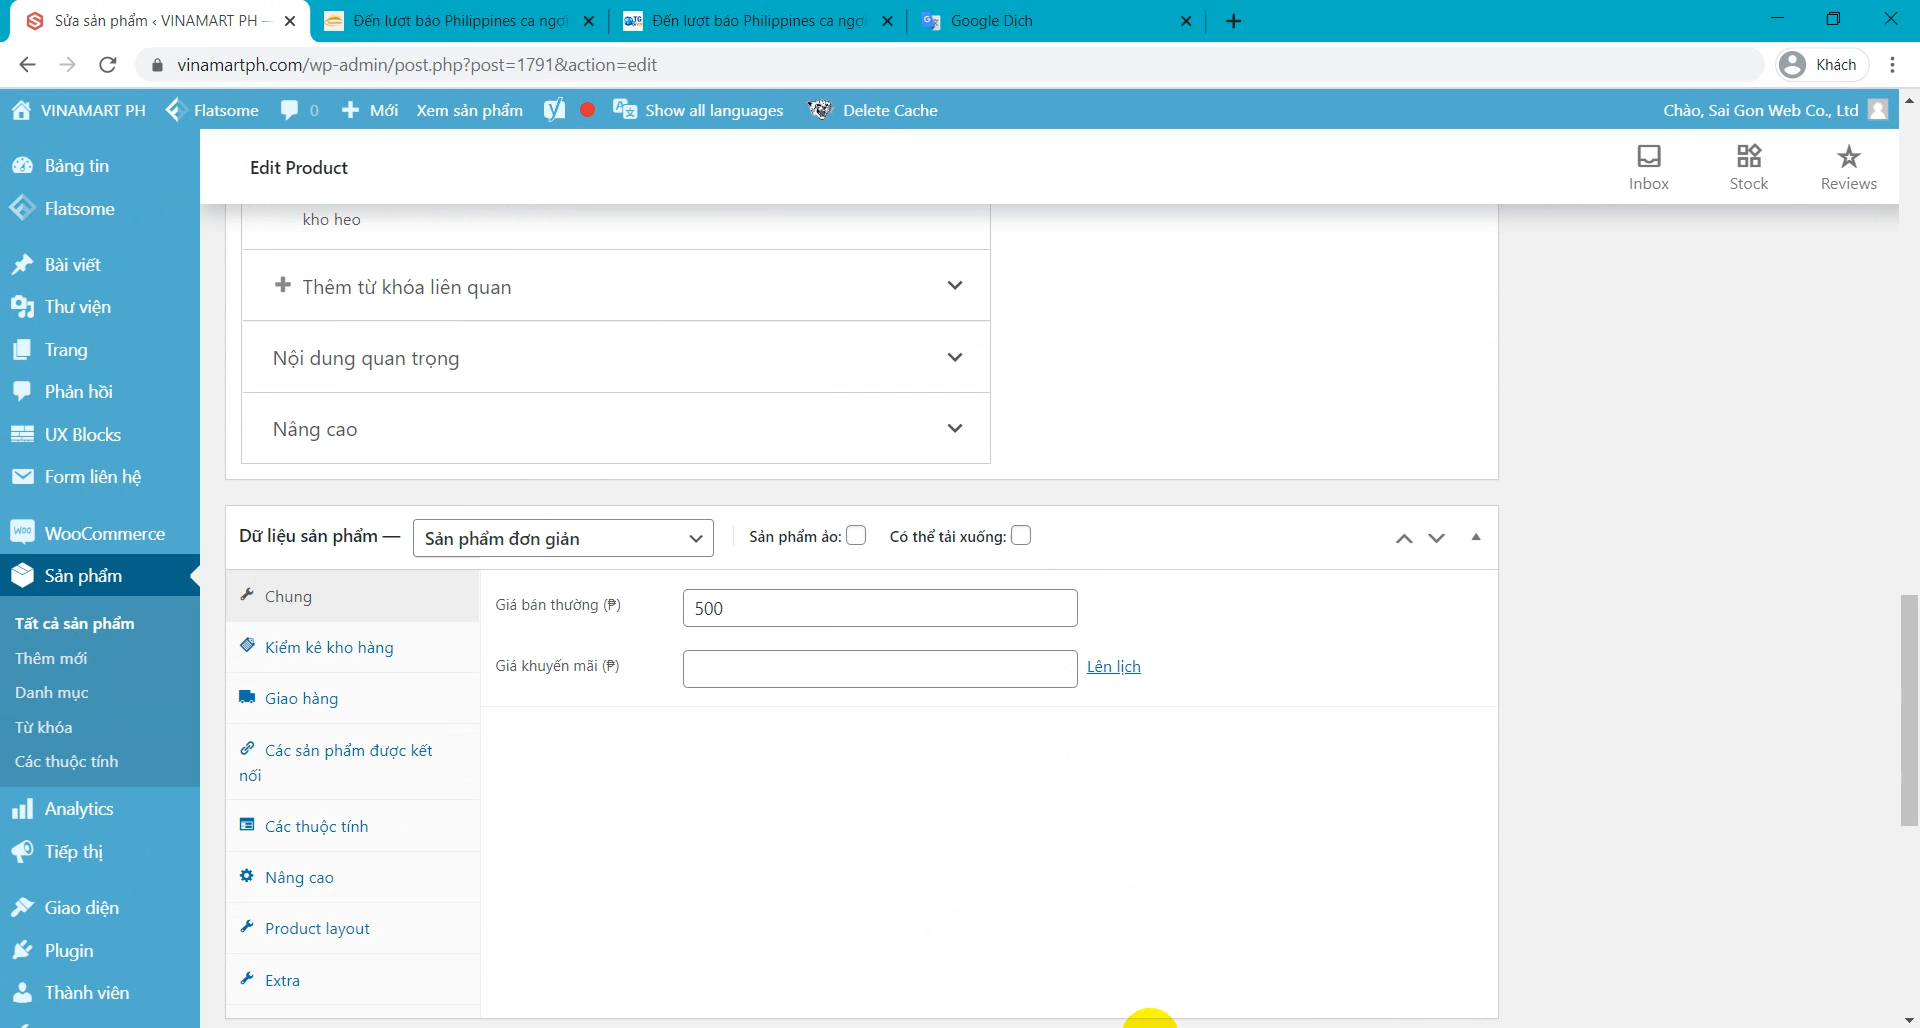 Sửa sản phẩm ‹ VINAMART PH —
Đến lượt báo Philippines ca ngợi
Đến lượt báo Philippines ca ngợi
Google Dịch
vinamartph.com/wp-admin/post.php?post=1791&action=edit
Khách
VINAMART PH
Flatsome
0
Mới
Xem sản phẩm
Show all languages
Delete Cache
Chào, Sai Gon Web Co., Ltd
Bảng tin
Flatsome
Bài viết
Thư viện
Trang
Phản hồi
UX Blocks
Form liên hệ
WooCommerce
Sản phẩm
Tất cả sản phẩm
Thêm mới
Danh mục
Từ khóa
Các thuộc tính
Analytics
Tiếp thị
Giao diện
Plugin
Thành viên
Edit Product
Inbox
Stock
Reviews
kho heo
Thêm từ khóa liên quan
Nội dung quan trọng
Nâng cao
Dữ liệu sản phẩm —
Sản phẩm đơn giản
Sản phẩm ảo:
Có thể tải xuống:
Chung
Kiểm kê kho hàng
Giao hàng
Các sản phẩm được kết
nối
Các thuộc tính
Nâng cao
Product layout
Extra
Giá bán thường (₱)
500
Giá khuyến mãi (₱)
Lên lịch